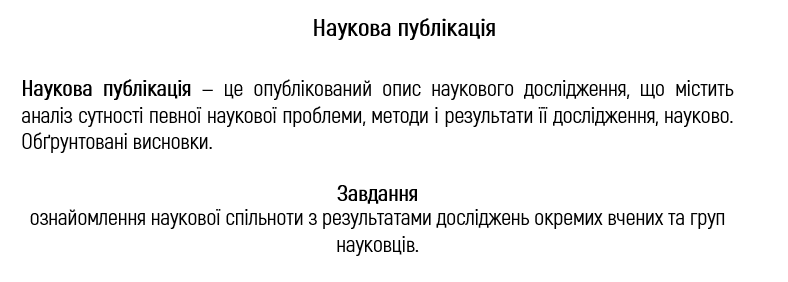 Наукова публікація
Наукова публікація – це опублікований опис наукового дослідження, що містить
аналіз сутності певної наукової проблеми, методи і результати її дослідження, науково.
Обґрунтовані висновки.
Завдання
ознайомлення наукової спільноти з результатами досліджень окремих вчених та груп
науковців.